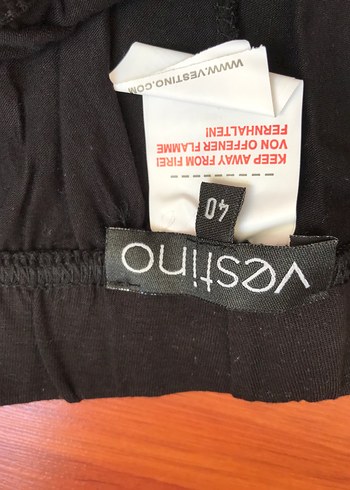 vestino
40
KEEP AWAY FROM FIRE!
VON OFFENER FLAMME
FERNHALTEN!
WWW.VESTINO.COM